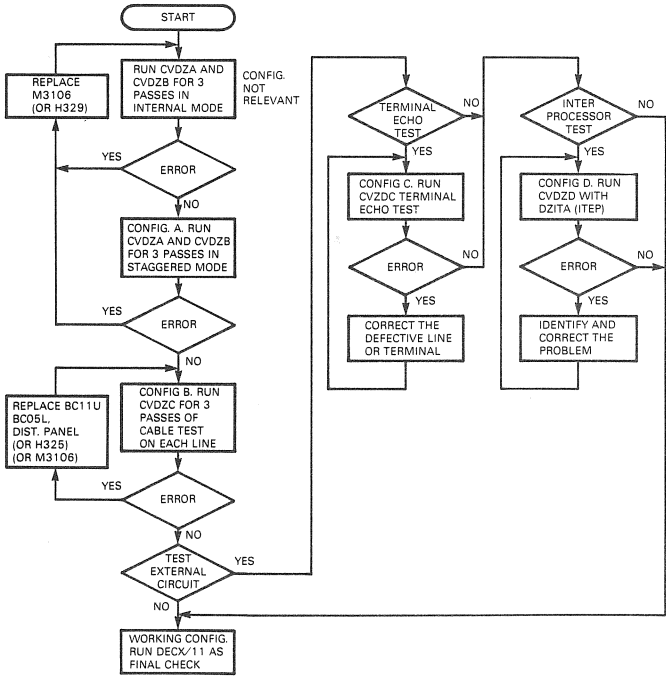 START
RUN CVDZA AND
CVDZB FOR 3
PASSES IN
INTERNAL MODE
CONFIG.
NOT
RELEVANT
REPLACE
M3106
(OR H329)
YES
ERROR
NO
CONFIG. A. RUN
CVDZA AND CVDZB
FOR 3 PASSES IN
STAGGERED MODE
YES
ERROR
NO
CONFIG B. RUN
CVDZC FOR 3
PASSES OF
CABLE TEST
ON EACH LINE
REPLACE BC11U
BC05L,
DIST. PANEL
(OR H325)
(OR M3106)
YES
ERROR
NO
TEST
EXTERNAL
CIRCUIT
YES
NO
WORKING CONFIG.
RUN DECX/11 AS
FINAL CHECK
TERMINAL
ECHO
TEST
NO
YES
CONFIG C. RUN
CVZDC TERMINAL
ECHO TEST
ERROR
NO
YES
CORRECT THE
DEFECTIVE LINE
OR TERMINAL
INTER
PROCESSOR
TEST
NO
YES
CONFIG D. RUN
CVDZD WITH
DZITA (ITEP)
ERROR
NO
YES
IDENTIFY AND
CORRECT THE
PROBLEM